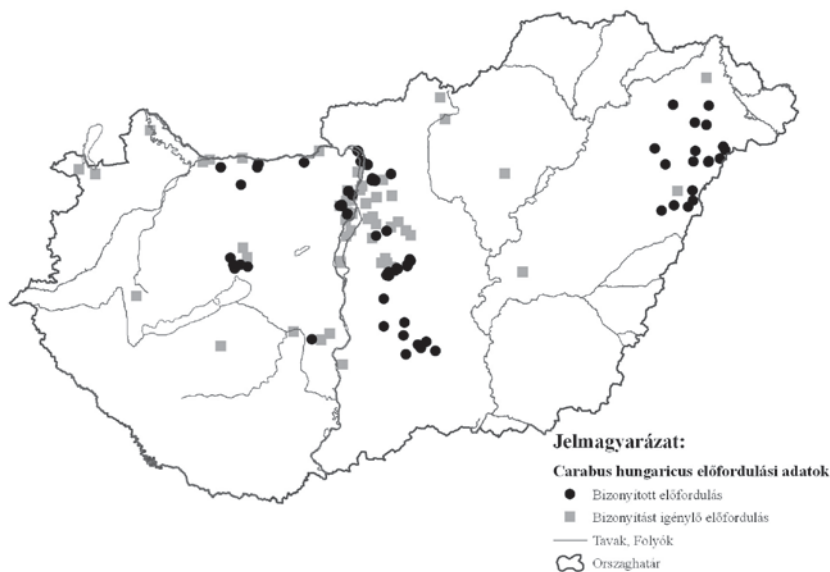 Jelmagyarázat:
Carabus hungaricus előfordulási adatok
Bizonyított előfordulás
Bizonyítást igénylő előfordulás
Tavak, Folyók
Országhatár